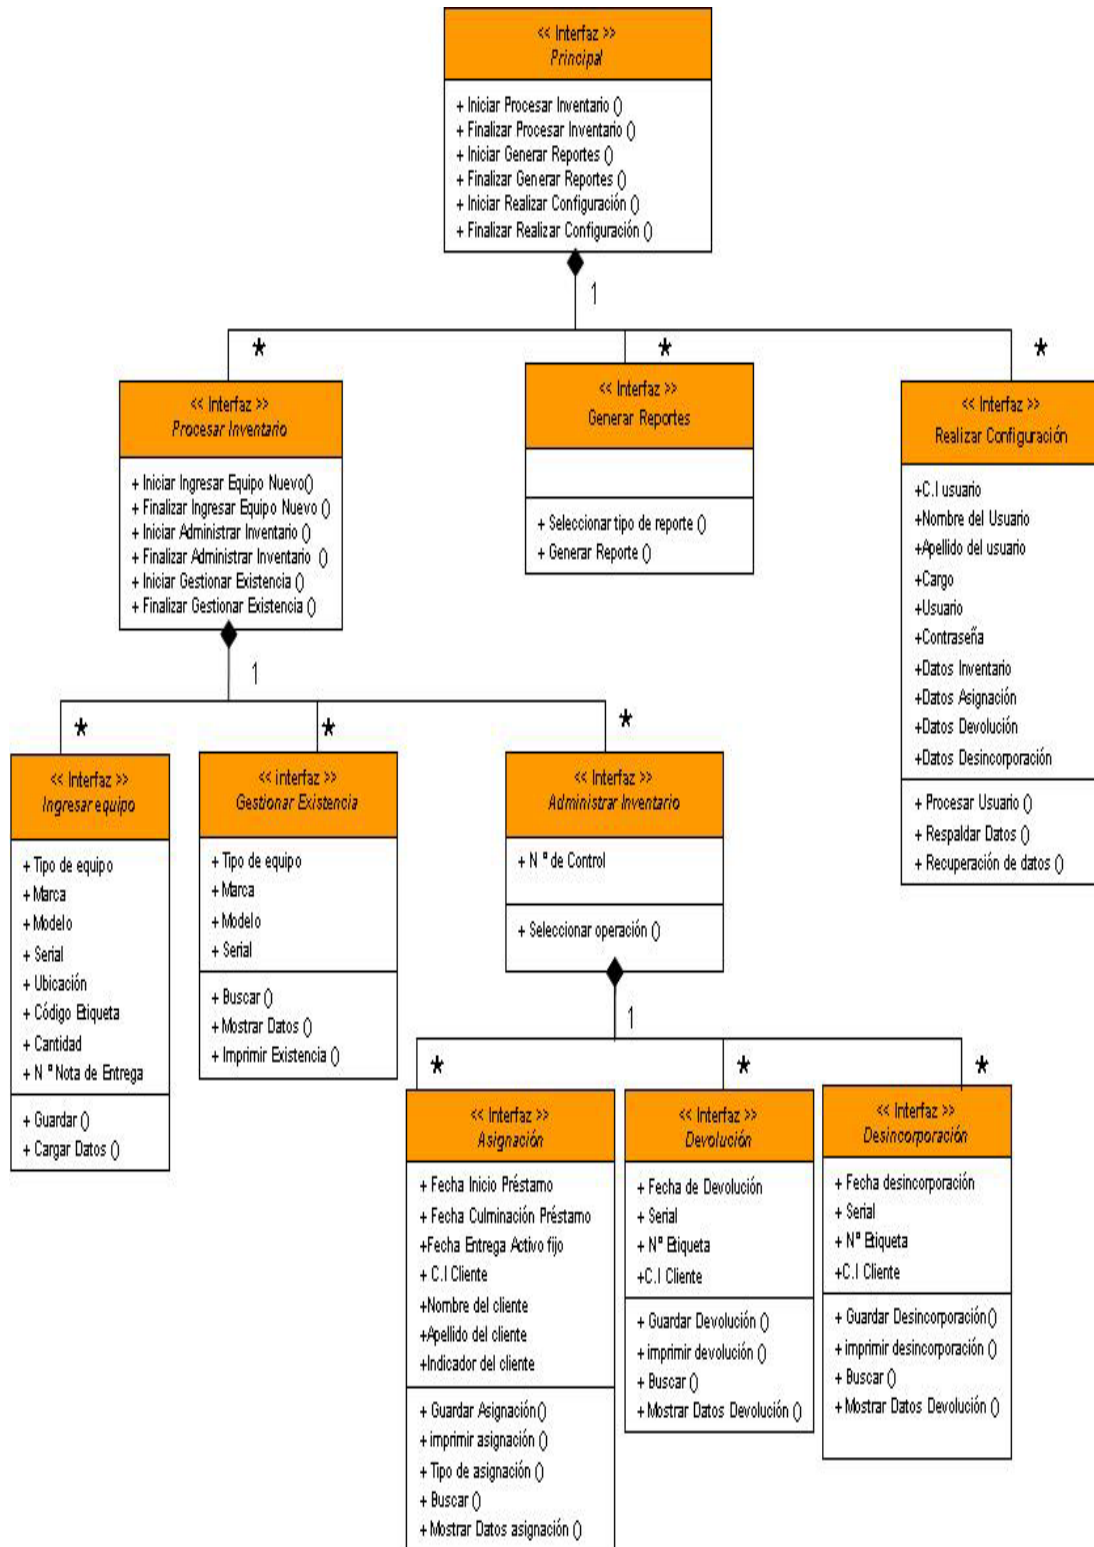 << Interfaz >>
Principal
+ Iniciar Procesar Inventario ()
+ Finalizar Procesar Inventario ()
+ Iniciar Generar Reportes ()
+ Finalizar Generar Reportes ()
+ Iniciar Realizar Configuración ()
+ Finalizar Realizar Configuración ()
1
*
*
*
<< Interfaz >>
Procesar Inventario
+ Iniciar Ingresar Equipo Nuevo()
+ Finalizar Ingresar Equipo Nuevo ()
+ Iniciar Administrar Inventario ()
+ Finalizar Administrar Inventario ()
+ Iniciar Gestionar Existencia ()
+ Finalizar Gestionar Existencia ()
<< Interfaz >>
Generar Reportes
+ Seleccionar tipo de reporte ()
+ Generar Reporte ()
<< Interfaz >>
Realizar Configuración
+C.I usuario
+Nombre del Usuario
+Apellido del usuario
+Cargo
+Usuario
+Contraseña
+Datos Inventario
+Datos Asignación
+Datos Devolución
+Datos Desincorporación
+ Procesar Usuario ()
+ Respaldar Datos ()
+ Recuperación de datos ()
1
*
*
*
<< Interfaz >>
Ingresar equipo
+ Tipo de equipo
+ Marca
+ Modelo
+ Serial
+ Ubicación
+ Código Etiqueta
+ Cantidad
+ N º Nota de Entrega
+ Guardar ()
+ Cargar Datos ()
<< interfaz >>
Gestionar Existencia
+ Tipo de equipo
+ Marca
+ Modelo
+ Serial
+ Buscar ()
+ Mostrar Datos ()
+ Imprimir Existencia ()
<< Interfaz >>
Administrar Inventario
+ N º de Control
+ Seleccionar operación ()
1
*
*
*
<< Interfaz >>
Asignación
+ Fecha Inicio Préstamo
+ Fecha Culminación Préstamo
+Fecha Entrega Activo fijo
+ C.I Cliente
+Nombre del cliente
+Apellido del cliente
+Indicador del cliente
+ Guardar Asignación()
+ imprimir asignación ()
+ Tipo de asignación ()
+ Buscar ()
+ Mostrar Datos asignación ()
<< Interfaz >>
Devolución
+ Fecha de Devolución
+ Serial
+ Nº Etiqueta
+C.I Cliente
+ Guardar Devolución ()
+ imprimir devolución ()
+ Buscar ()
+ Mostrar Datos Devolución ()
<< Interfaz >>
Desincorporación
+ Fecha desincorporación
+ Serial
+ Nº Etiqueta
+C.I Cliente
+ Guardar Desincorporación()
+ imprimir desincorporación ()
+ Buscar ()
+ Mostrar Datos Devolución ()